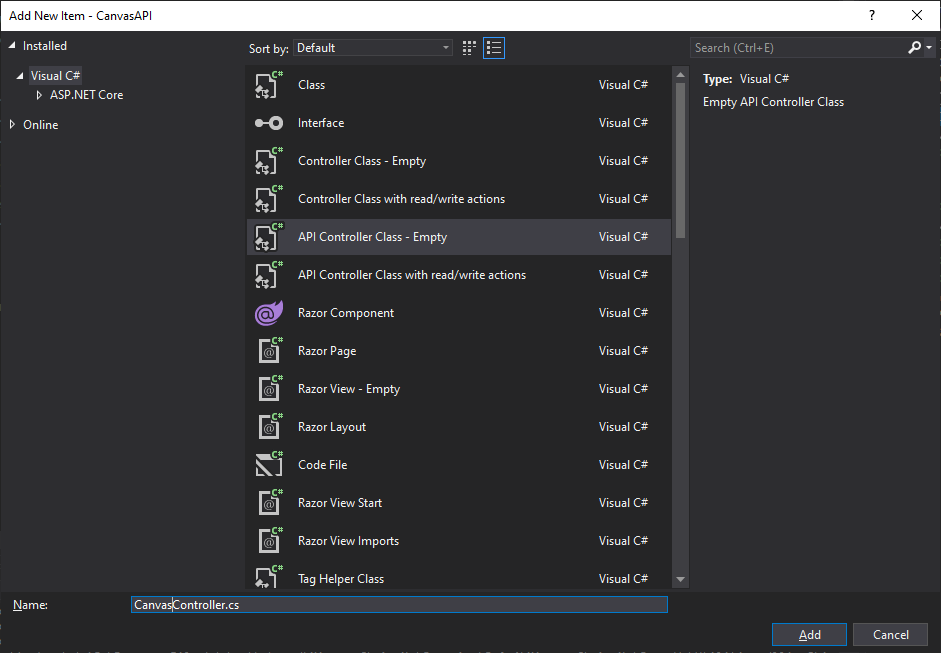 Add New Item - CanvasAPI
?
Installed
Sort by: Default
Search (Ctrl+E)
Visual C#
ASP.NET Core
Online
C# Class Visual C#
Interface Visual C#
C# Controller Class - Empty Visual C#
C# Controller Class with read/write actions Visual C#
C# API Controller Class - Empty Visual C#
C# API Controller Class with read/write actions Visual C#
@ Razor Component Visual C#
C# @ Razor Page Visual C#
C# @ Razor View - Empty Visual C#
C# @ Razor Layout Visual C#
C# Code File Visual C#
C# @ Razor View Start Visual C#
C# @ Razor View Imports Visual C#
C# Tag Helper Class Visual C#
Type: Visual C#
Empty API Controller Class
Name: CanvasController.cs
Add Cancel